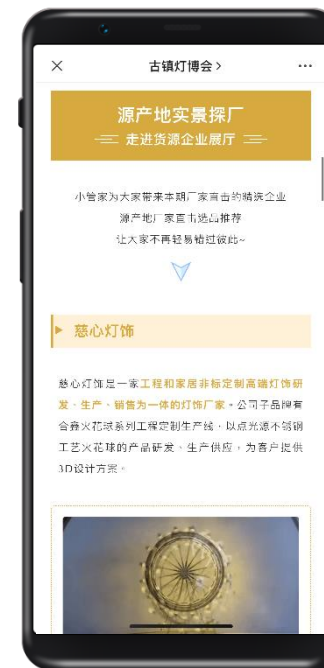 古镇灯博会>
源产地实景探厂
走进货源企业展厅
小管家为大家带来本期厂家直击的精选企业
源产地厂家直击选品推荐
让大家不再轻易错过彼此~
慈心灯饰
慈心灯饰是一家工程和家居非标定制高端灯饰研
发、生产、销售为一体的灯饰厂家。公司子品牌有
合鑫火花球系列工程定制生产线,以点光源不锈钢
工艺火花球的产品研发、生产供应,为客户提供
3D设计方案。